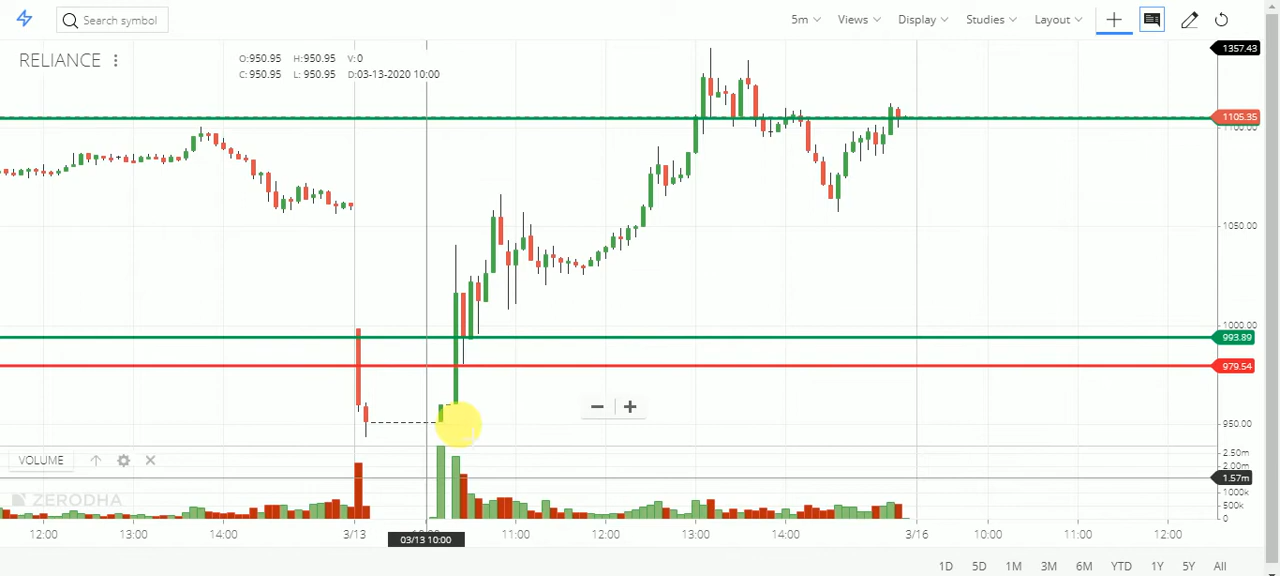 Search symbol 5m Views Display Studies Layout
RELIANCE
O:950.95 H:950.95 V:0
C:950.95 L: 950.95 D:03-13-2020 10:00
1357.43
1105.35
1050.00
1000.00
993.89
979.54
950.00
VOLUME
2.50m
2.00m
1.57m
1000k
500k
0
ZERODHA
12:00 13:00 14:00 3/13 11:00 12:00 13:00 14:00 3/16 10:00 11:00 12:00
03/13 10:00
1D 5D 1M 3M 6M YTD 1Y 5Y All